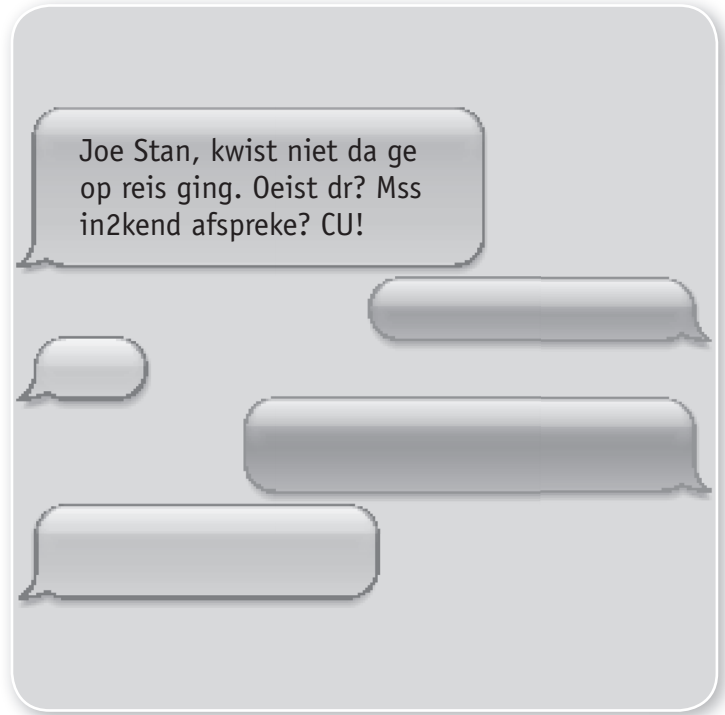 Joe Stan, kwist niet da ge
op reis ging. Oeist dr? Mss
in2kend afspreke? CU!